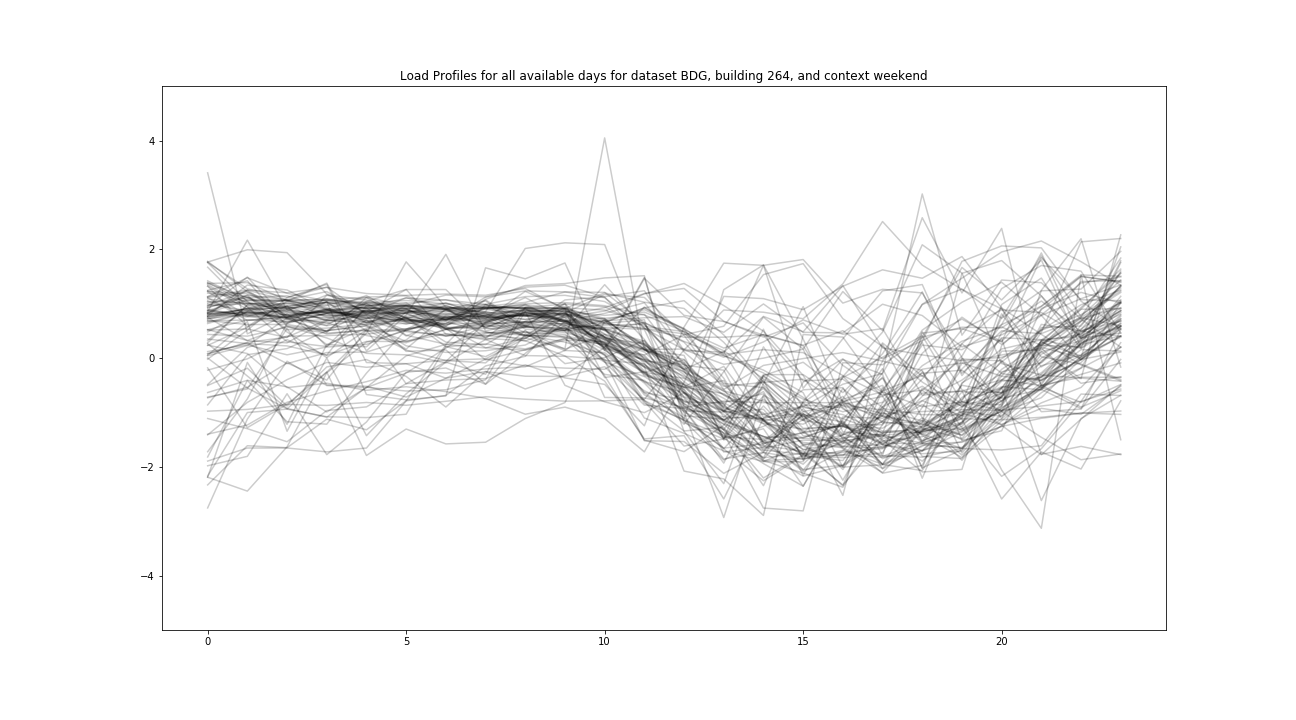 Load Profiles for all available days for dataset BDG, building 264, and context weekend
4
2
0
−2
−4
0 5 10 15 20